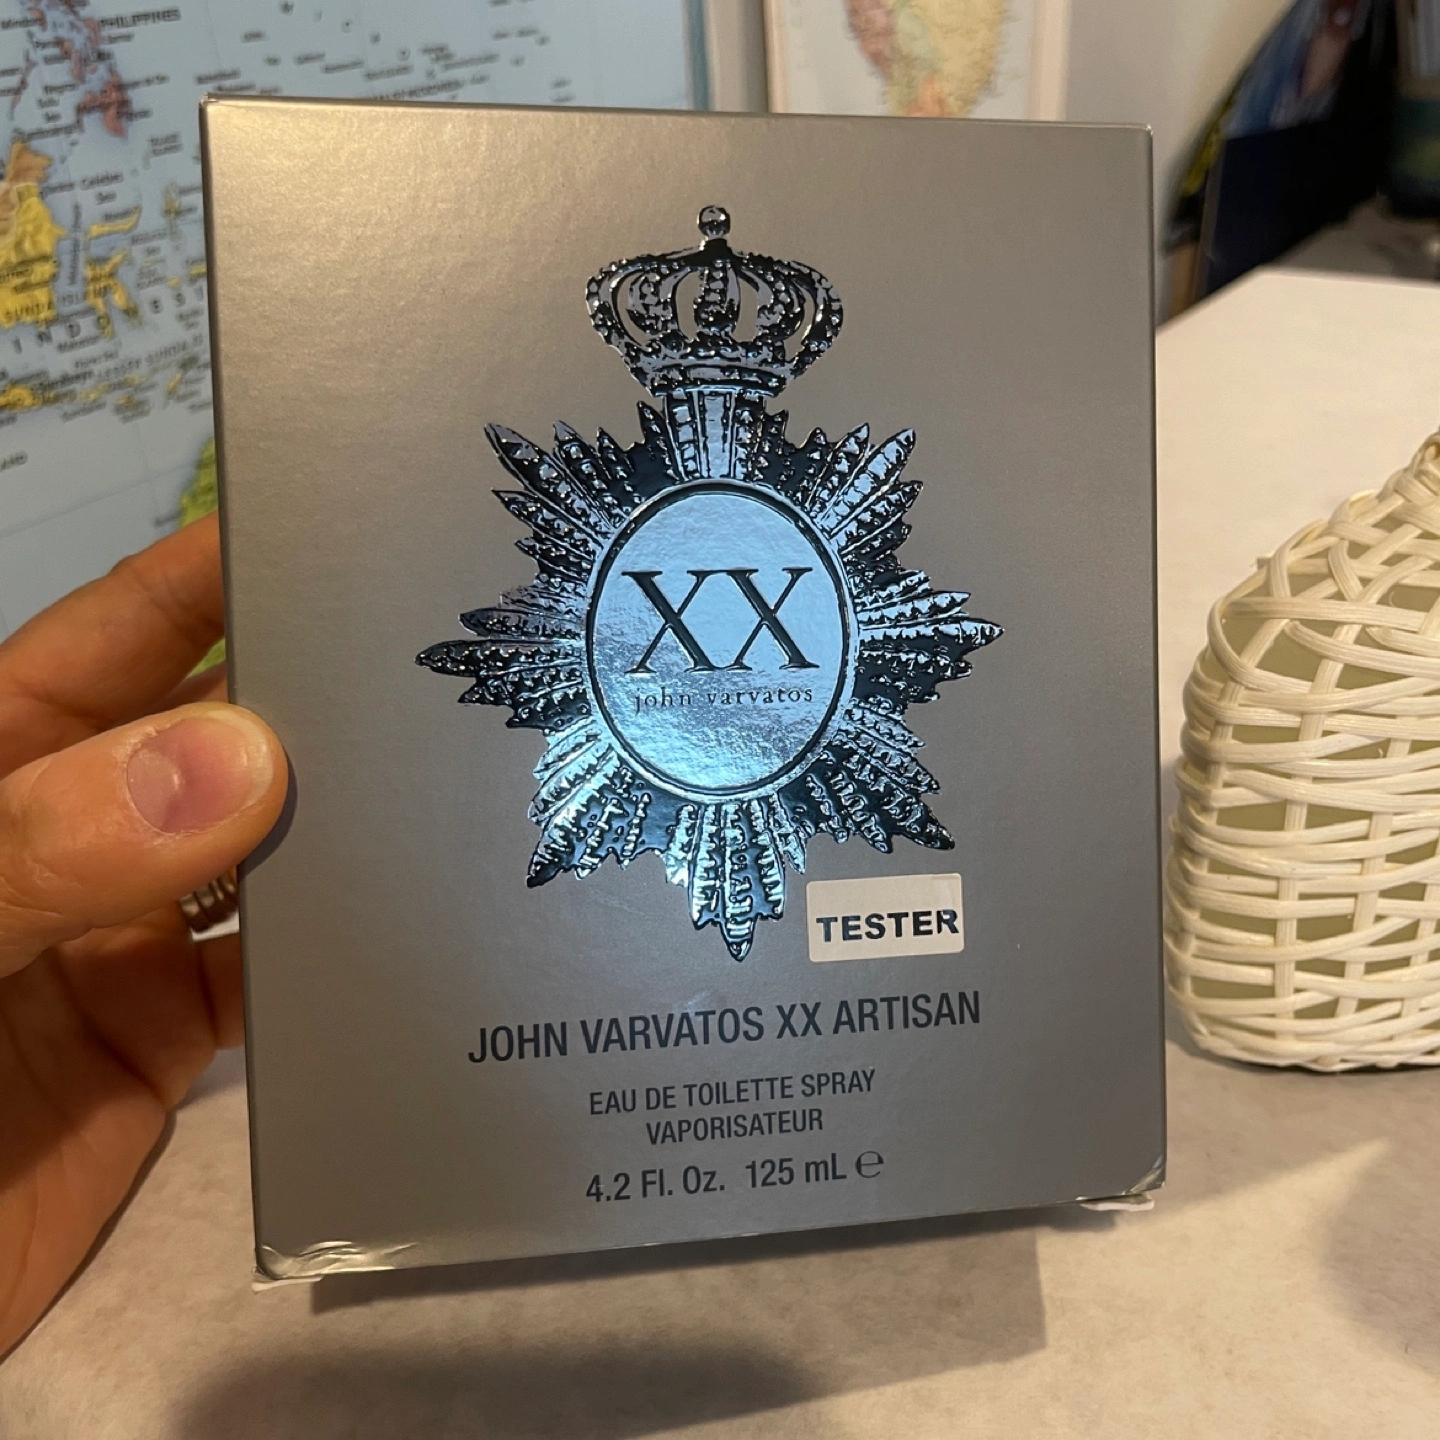 PHILIPPINES
XX
john varvatos
TESTER
JOHN VARVATOS XX ARTISAN
EAU DE TOILETTE SPRAY
VAPORISATEUR
4.2 Fl. Oz. 125 mL ℮